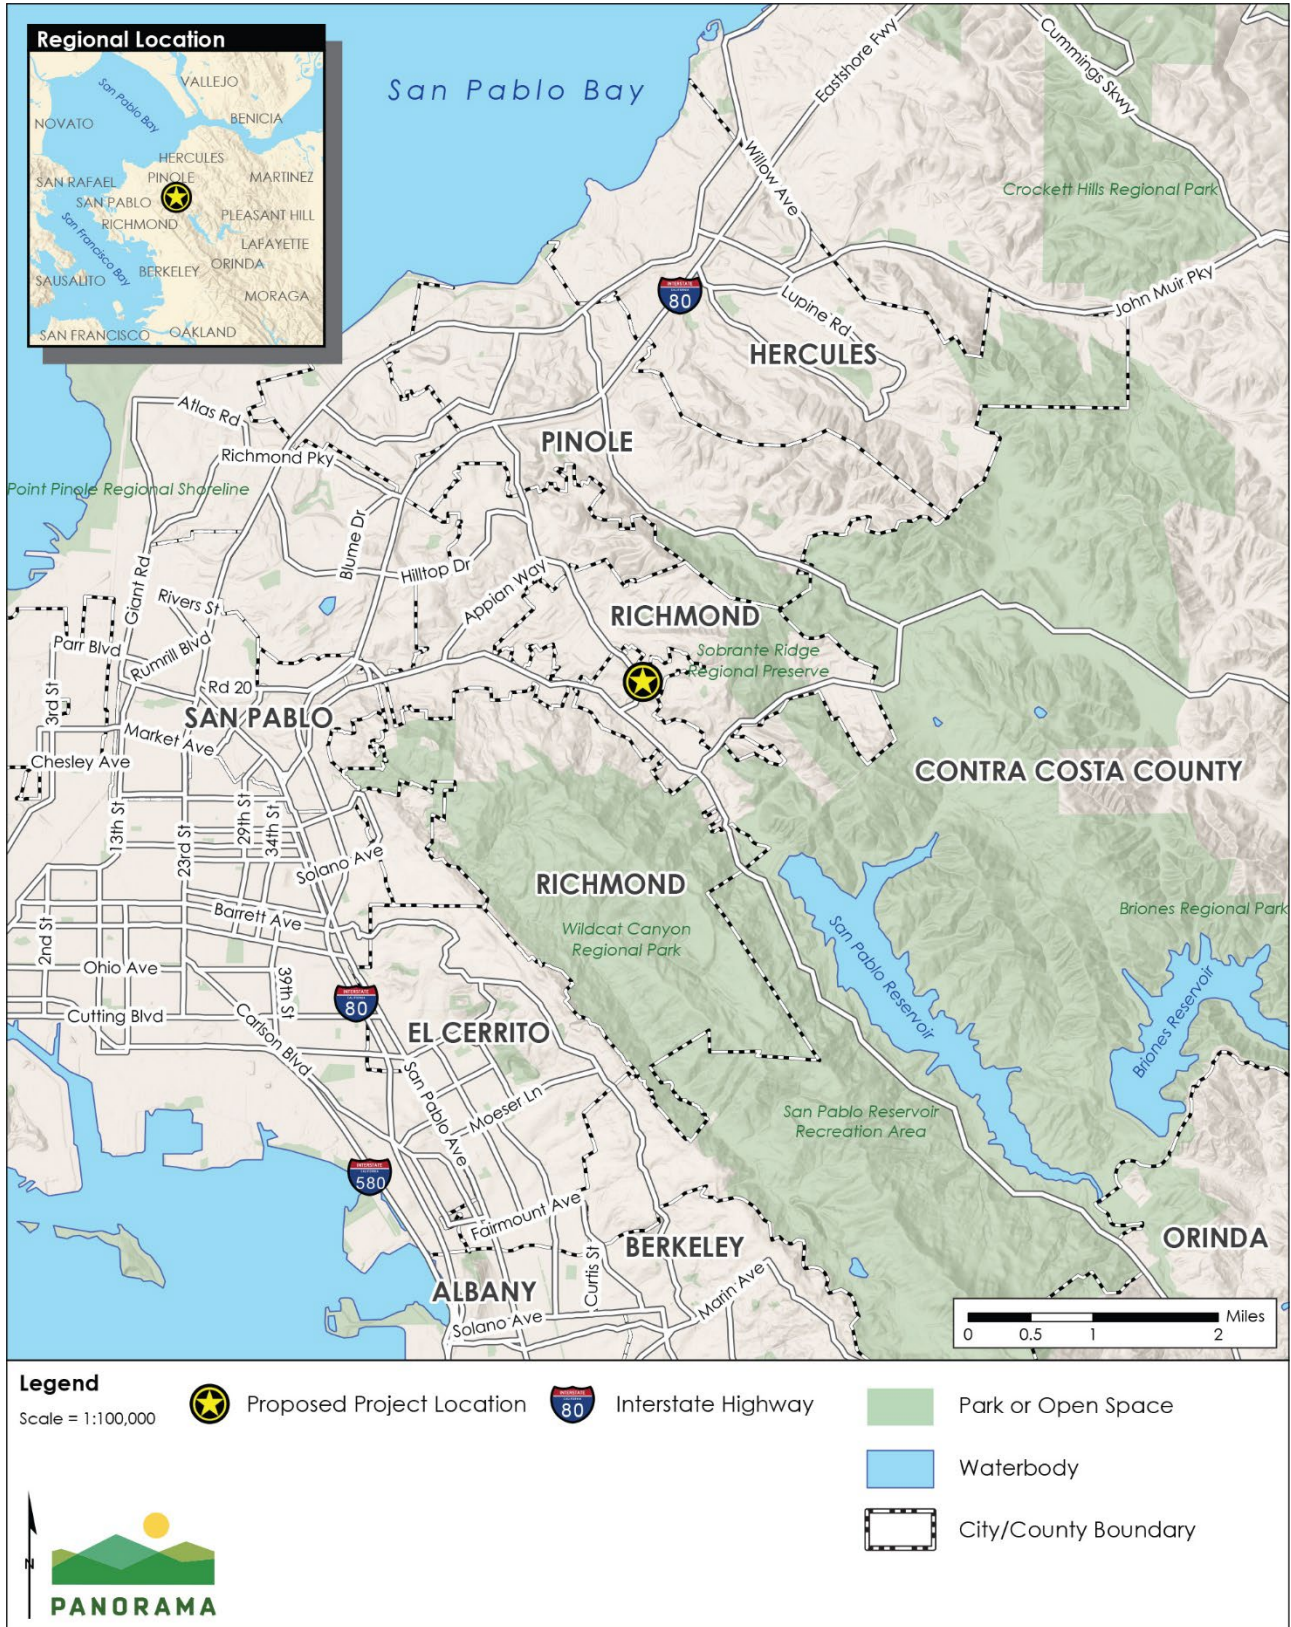 Regional Location
San Pablo Bay
VALLEJO
NOVATO
BENICIA
HERCULES
PINOLE
SAN RAFAEL
MARTINEZ
SAN PABLO
RICHMOND
PLEASANT HILL
San Francisco Bay
LAFAYETTE
ORINDA
BERKELEY
SAUSALITO
MORAGA
OAKLAND
SAN FRANCISCO
San Pablo Bay
Eastshore Fwy
Cummings Skwy
Willow Ave
Crockett Hills Regional Park
INTERSTATE
CALIFORNIA
80
Lupine Rd
John Muir Pky
HERCULES
Atlas Rd
Richmond Pky
PINOLE
Point Pinole Regional Shoreline
Blume Dr
Hilltop Dr
Appian Way
Giant Rd
Rivers St
RICHMOND
Parr Blvd
Rumrill Blvd
Sobrante Ridge
Regional Preserve
Rd 20
3rd St
SAN PABLO
Market Ave
Chesley Ave
CONTRA COSTA COUNTY
13th St
23rd St
29th St
34th St
Solano Ave
RICHMOND
Barrett Ave
Wildcat Canyon
Regional Park
Briones Regional Park
2nd St
Ohio Ave
39th St
San Pablo Reservoir
Briones Reservoir
INTERSTATE
CALIFORNIA
80
Cutting Blvd
Carlson Blvd
EL CERRITO
San Pablo Ave
Moeser Ln
San Pablo Reservoir
Recreation Area
INTERSTATE
CALIFORNIA
580
Fairmount Ave
Curtis St
BERKELEY
ORINDA
ALBANY
Marin Ave
Solano Ave
Miles
0 0.5 1 2
Legend
Scale = 1:100,000
Proposed Project Location
INTERSTATE
CALIFORNIA
80
Interstate Highway
Park or Open Space
Waterbody
City/County Boundary
N
PANORAMA